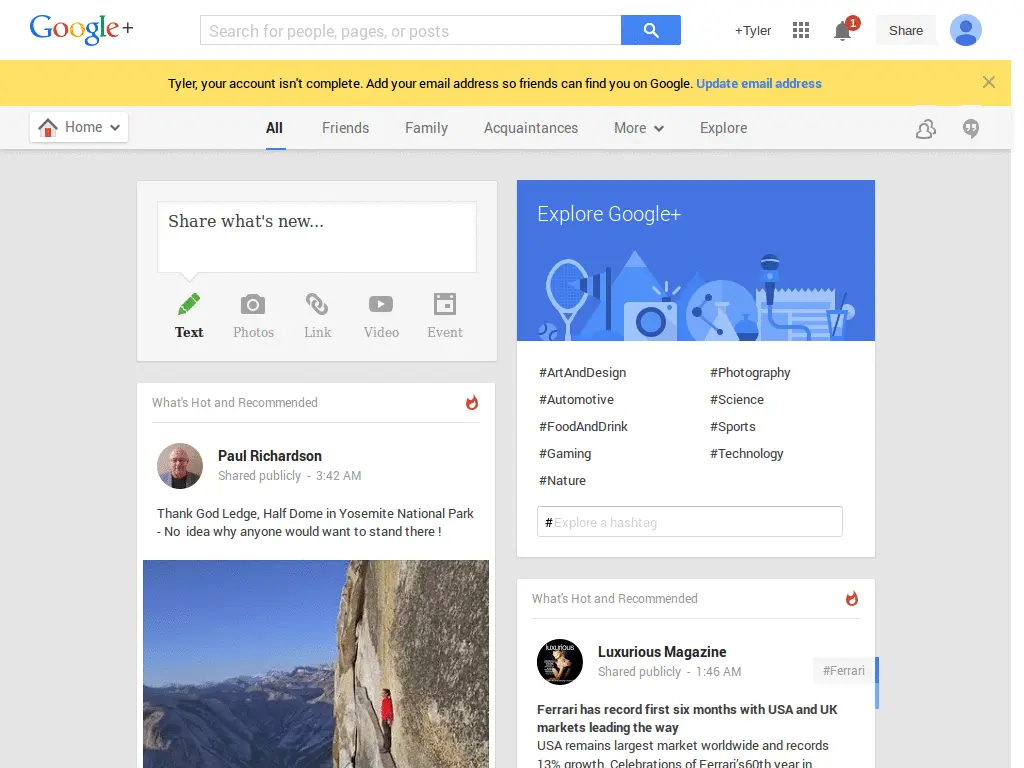 Google+
Search for people, pages, or posts
+Tyler
1
Share
Tyler, your account isn't complete. Add your email address so friends can find you on Google. Update email address
Home
All
Friends
Family
Acquaintances
More
Explore
Share what's new...
Text
Photos
Link
Video
Event
What's Hot and Recommended
Paul Richardson
Shared publicly - 3:42 AM
Thank God Ledge, Half Dome in Yosemite National Park
- No idea why anyone would want to stand there !
Explore Google+
#ArtAndDesign
#Photography
#Automotive
#Science
#FoodAndDrink
#Sports
#Gaming
#Technology
#Nature
#Explore a hashtag
What's Hot and Recommended
luxurious
Luxurious Magazine
Shared publicly - 1:46 AM
#Ferrari
Ferrari has record first six months with USA and UK
markets leading the way
USA remains largest market worldwide and records
13% growth. Celebrations of Ferrari's60th year in